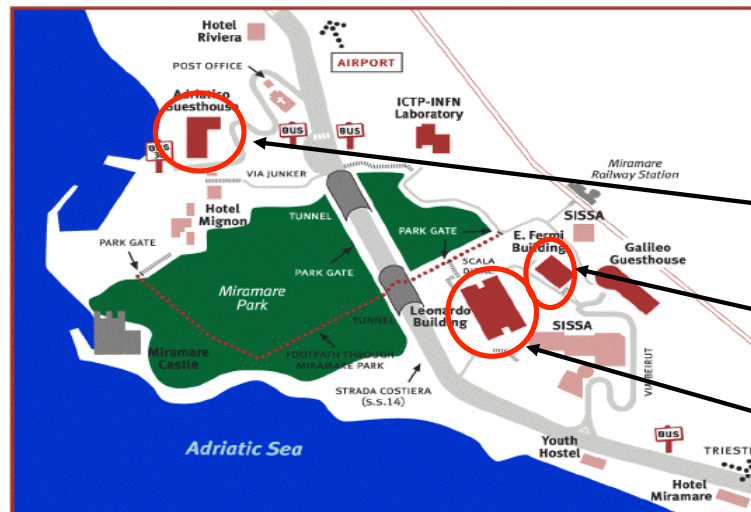 Hotel
Riviera
AIRPORT
POST OFFICE
Adriatico
Guesthouse
BUS
BUS
BUS
ICTP-INFN
Laboratory
Miramare
Railway Station
VIA JUNKER
Hotel
Mignon
TUNNEL
PARK GATE
PARK GATE
PARK GATE
SISSA
E. Fermi
Building
Galileo
Guesthouse
SCALA
Miramare
Park
Leonardo
Building
TUNNEL
SISSA
Miramare
Castle
FOOTPATH THROUGH
MIRAMARE PARK
STRADA COSTIERA
(S.S.14)
VIA BEIRUT
Adriatic Sea
Youth
Hostel
BUS
TRIESTE
Hotel
Miramare